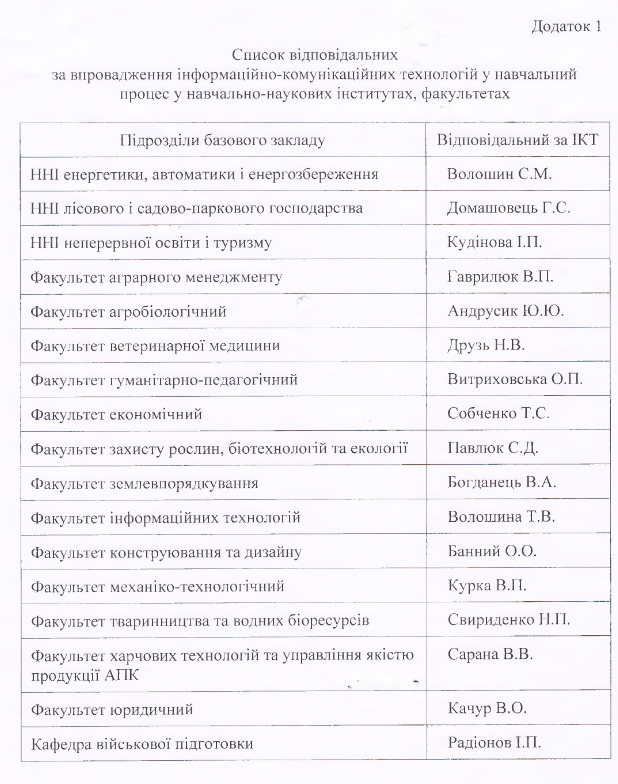 Додаток 1
Список відповідальних
за впровадження інформаційно-комунікаційних технологій у навчальний
процес у навчально-наукових інститутах, факультетах
Підрозділи базового закладу Відповідальний за ІКТ
ННІ енергетики, автоматики і енергозбереження Волошин С.М.
ННІ лісового і садово-паркового господарства Домашовець Г.С.
ННІ неперервної освіти і туризму Кудінова І.П.
Факультет аграрного менеджменту Гаврилюк В.П.
Факультет агробіологічний Андрусик Ю.Ю.
Факультет ветеринарної медицини Друзь Н.В.
Факультет гуманітарно-педагогічний Витриховська О.П.
Факультет економічний Собченко Т.С.
Факультет захисту рослин, біотехнологій та екології Павлюк С.Д.
Факультет землевпорядкування Богданець В.А.
Факультет інформаційних технологій Волошина Т.В.
Факультет конструювання та дизайну Банний О.О.
Факультет механіко-технологічний Курка В.П.
Факультет тваринництва та водних біоресурсів Свириденко Н.П.
Факультет харчових технологій та управління якістю Сарана В.В.
продукції АПК
Факультет юридичний Качур В.О.
Кафедра військової підготовки Радіонов І.П.